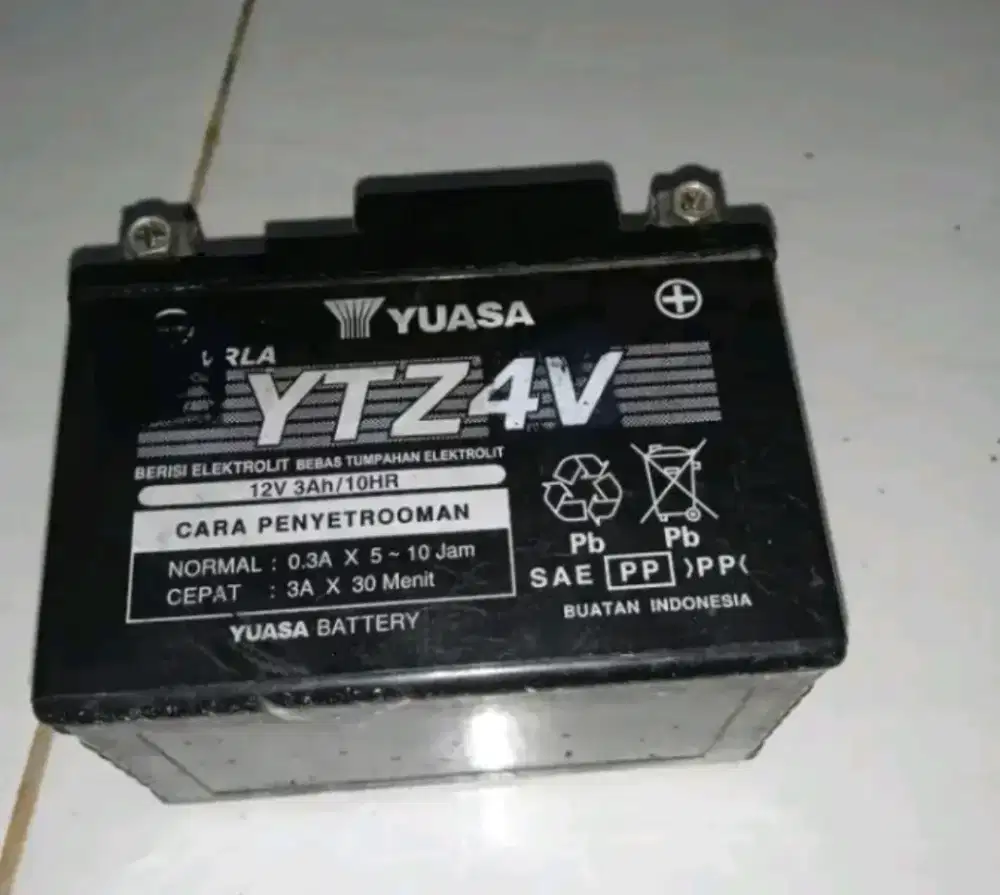 YUASA
VRLA
YTZ4V
BERISI ELEKTROLIT BEBAS TUMPAHAN ELEKTROLIT
12V 3Ah/10HR
CARA PENYETROOMAN
NORMAL : 0.3A X 5 ~ 10 Jam
CEPAT : 3A X 30 Menit
YUASA BATTERY
Pb Pb
SAE PP >PP<
BUATAN INDONESIA